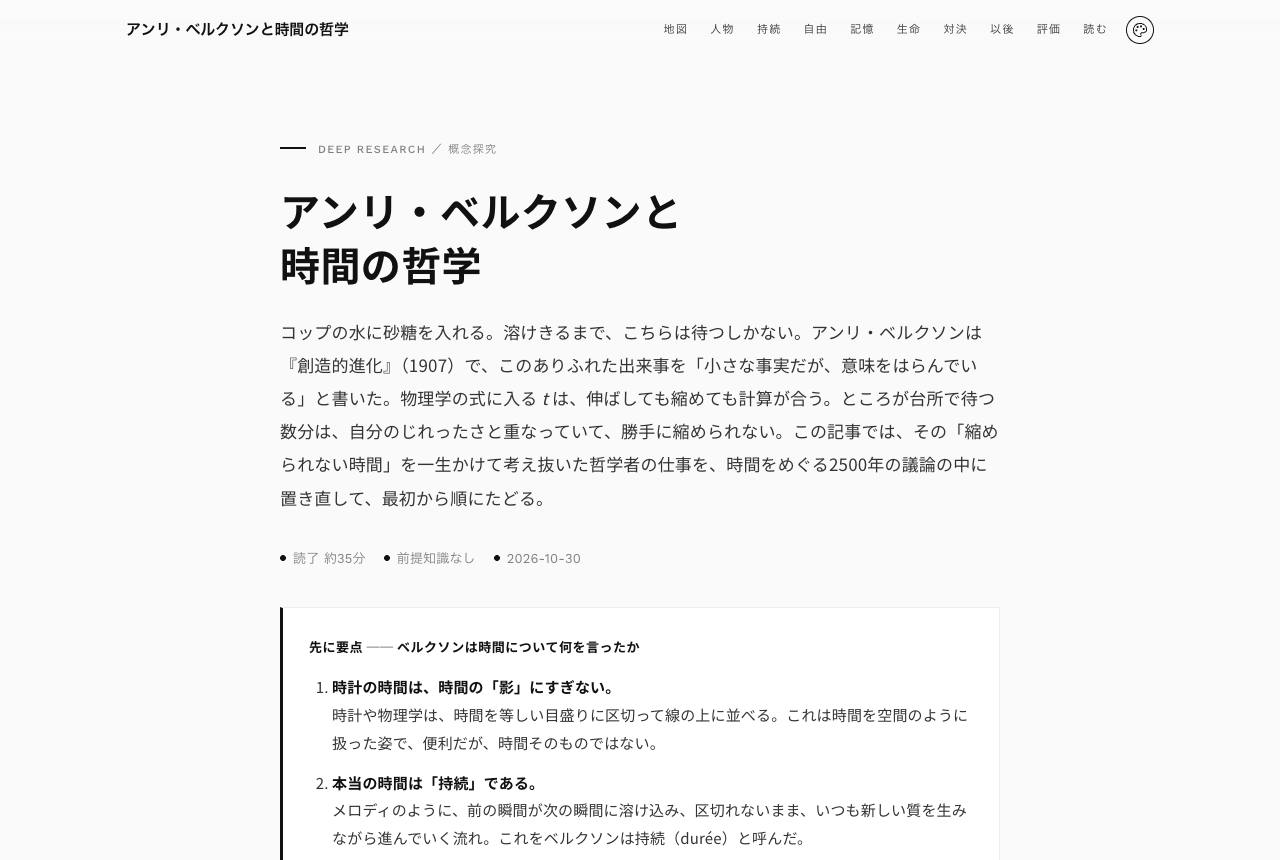 アンリ・ベルクソンと時間の哲学
地図 人物 持続 自由 記憶 生命 対決 以後 評価 読む
DEEP RESEARCH ／ 概念探究
アンリ・ベルクソンと
時間の哲学
コップの水に砂糖を入れる。溶けきるまで、こちらは待つしかない。アンリ・ベルクソンは
『創造的進化』（1907）で、このありふれた出来事を「小さな事実だが、意味をはらんでい
る」と書いた。物理学の式に入る t は、伸ばしても縮めても計算が合う。ところが台所で待つ
数分は、自分のじれったさと重なっていて、勝手に縮められない。この記事では、その「縮め
られない時間」を一生かけて考え抜いた哲学者の仕事を、時間をめぐる2500年の議論の中に
置き直して、最初から順にたどる。
読了 約35分 前提知識なし 2026-10-30
先に要点 —— ベルクソンは時間について何を言ったか
1. 時計の時間は、時間の「影」にすぎない。
時計や物理学は、時間を等しい目盛りに区切って線の上に並べる。これは時間を空間のように
扱った姿で、便利だが、時間そのものではない。
2. 本当の時間は「持続」である。
メロディのように、前の瞬間が次の瞬間に溶け込み、区切れないまま、いつも新しい質を生み
ながら進んでいく流れ。これをベルクソンは持続（durée）と呼んだ。